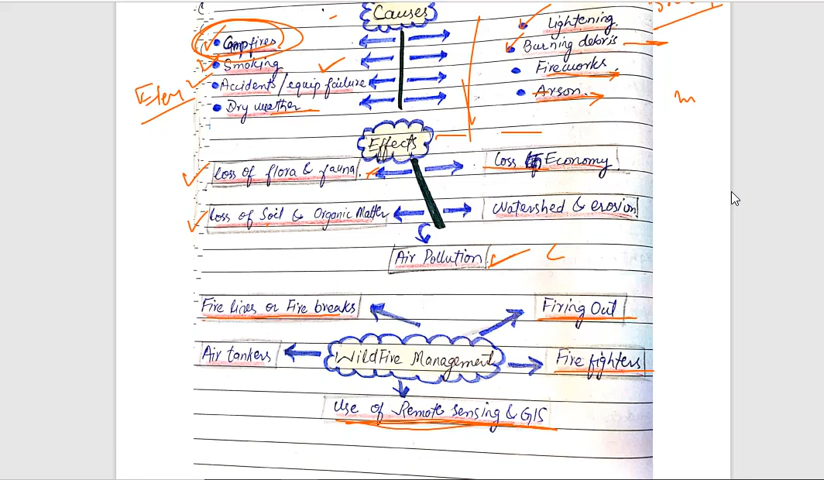 Causes
Campfires
Smoking
Accidents/equip failure
Dry weather
Lightening
Burning debris
Fireworks
Arson
Effects
Loss of flora & fauna
Loss of Economy
Loss of Soil & Organic Matter
Watershed & erosion
Air Pollution
Fire lines or Fire breaks
Firing Out
Air tankers
WildFire Management
Fire fighters
Use of Remote sensing & GIS